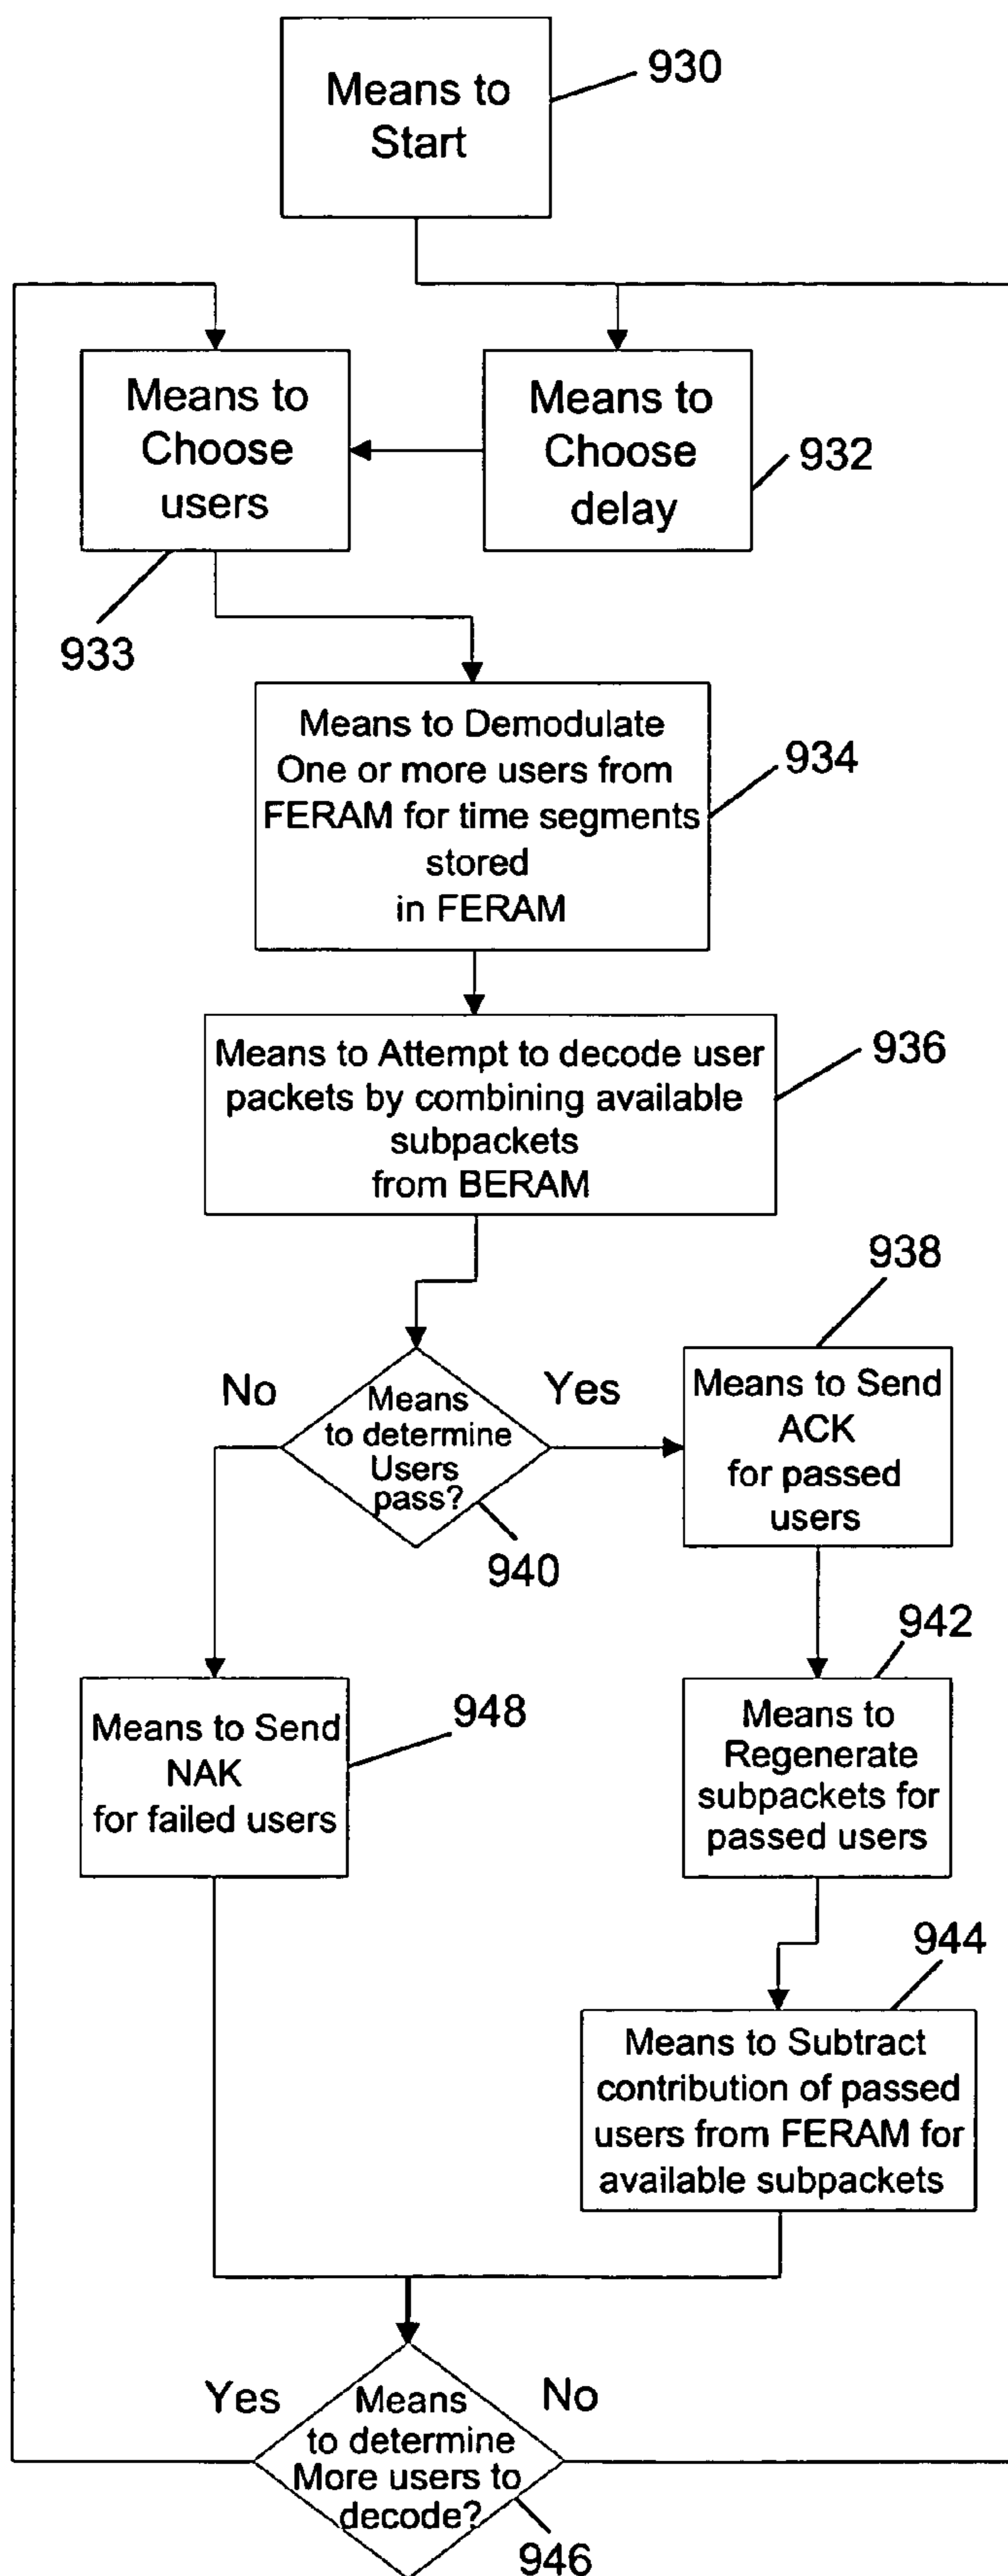 Means to
Start
930
Means to
Choose
users
Means to
Choose
delay
932
933
Means to Demodulate
One or more users from
FERAM for time segments
stored
in FERAM
934
Means to Attempt to decode user
packets by combining available
subpackets
from BERAM
936
938
No
Means
to determine
Users
pass?
Yes
Means to Send
ACK
for passed
users
940
942
Means to Send
NAK
for failed users
948
Means to
Regenerate
subpackets for
passed users
944
Means to Subtract
contribution of passed
users from FERAM for
available subpackets
Yes
Means
to determine
More users to
decode?
No
946